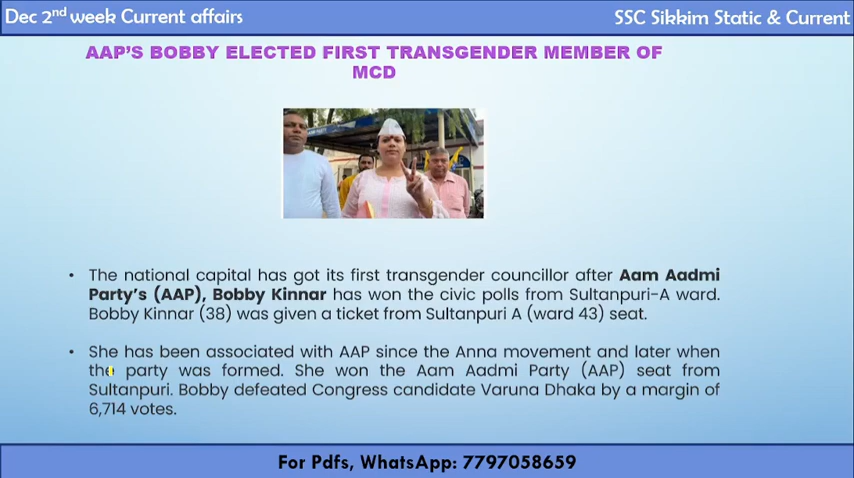 Dec 2nd week Current affairs
SSC Sikkim Static & Current
AAP'S BOBBY ELECTED FIRST TRANSGENDER MEMBER OF
MCD
• The national capital has got its first transgender councillor after Aam Aadmi
Party's (AAP), Bobby Kinnar has won the civic polls from Sultanpuri-A ward.
Bobby Kinnar (38) was given a ticket from Sultanpuri A (ward 43) seat.
• She has been associated with AAP since the Anna movement and later when
the party was formed. She won the Aam Aadmi Party (AAP) seat from
Sultanpuri. Bobby defeated Congress candidate Varuna Dhaka by a margin of
6,714 votes.
For Pdfs, WhatsApp: 7797058659